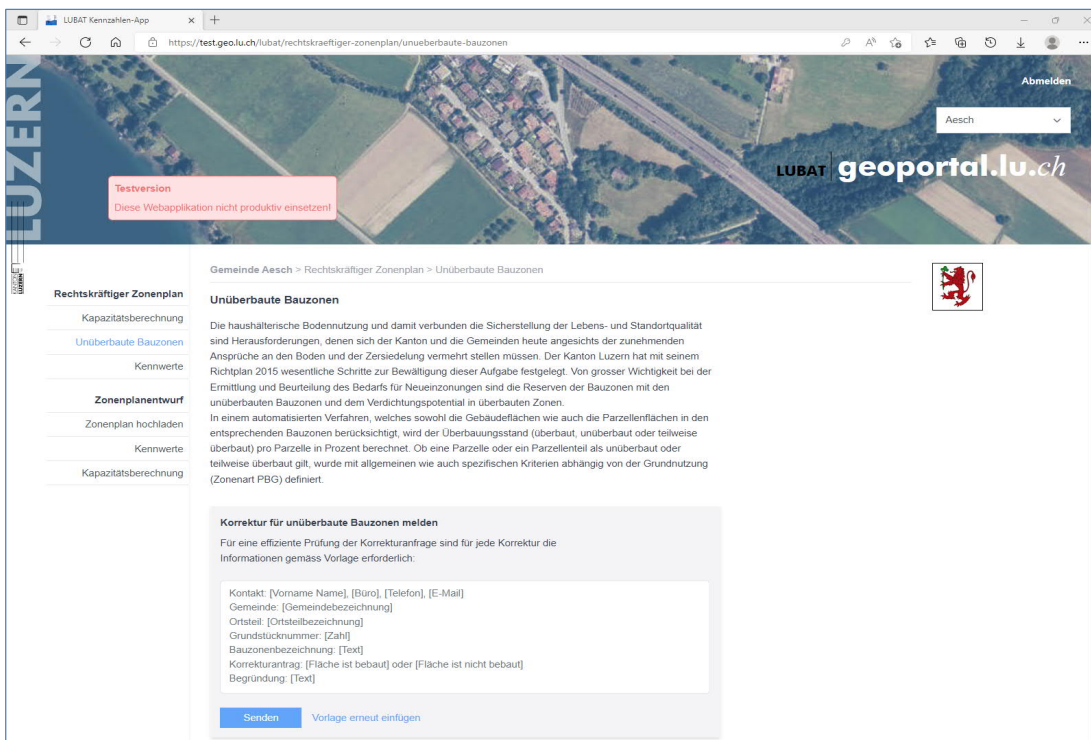 LUBAT Kennzahlen-App
https://test.geo.lu.ch/lubat/rechtskraeftiger-zonenplan/unueberbaute-bauzonen
LUZERN
Abmelden
Aesch
LUBAT geoportal.lu.ch
Testversion
Diese Webapplikation nicht produktiv einsetzen!
KANTON
LUZERN
Gemeinde Aesch > Rechtskräftiger Zonenplan > Unüberbaute Bauzonen
Rechtskräftiger Zonenplan
Kapazitätsberechnung
Unüberbaute Bauzonen
Kennwerte
Zonenplanentwurf
Zonenplan hochladen
Kennwerte
Kapazitätsberechnung
Unüberbaute Bauzonen
Die haushälterische Bodennutzung und damit verbunden die Sicherstellung der Lebens- und Standortqualität
sind Herausforderungen, denen sich der Kanton und die Gemeinden heute angesichts der zunehmenden
Ansprüche an den Boden und der Zersiedelung vermehrt stellen müssen. Der Kanton Luzern hat mit seinem
Richtplan 2015 wesentliche Schritte zur Bewältigung dieser Aufgabe festgelegt. Von grosser Wichtigkeit bei der
Ermittlung und Beurteilung des Bedarfs für Neueinzonungen sind die Reserven der Bauzonen mit den
unüberbauten Bauzonen und dem Verdichtungspotential in überbauten Zonen.
In einem automatisierten Verfahren, welches sowohl die Gebäudeflächen wie auch die Parzellenflächen in den
entsprechenden Bauzonen berücksichtigt, wird der Überbauungsstand (überbaut, unüberbaut oder teilweise
überbaut) pro Parzelle in Prozent berechnet. Ob eine Parzelle oder ein Parzellenteil als unüberbaut oder
teilweise überbaut gilt, wurde mit allgemeinen wie auch spezifischen Kriterien abhängig von der Grundnutzung
(Zonenart PBG) definiert.
Korrektur für unüberbaute Bauzonen melden
Für eine effiziente Prüfung der Korrekturanfrage sind für jede Korrektur die
Informationen gemäss Vorlage erforderlich:
Kontakt: [Vorname Name], [Büro], [Telefon], [E-Mail]
Gemeinde: [Gemeindebezeichnung]
Ortsteil: [Ortsteilbezeichnung]
Grundstücknummer: [Zahl]
Bauzonenbezeichnung: [Text]
Korrekturantrag: [Fläche ist bebaut] oder [Fläche ist nicht bebaut]
Begründung: [Text]
Senden
Vorlage erneut einfügen